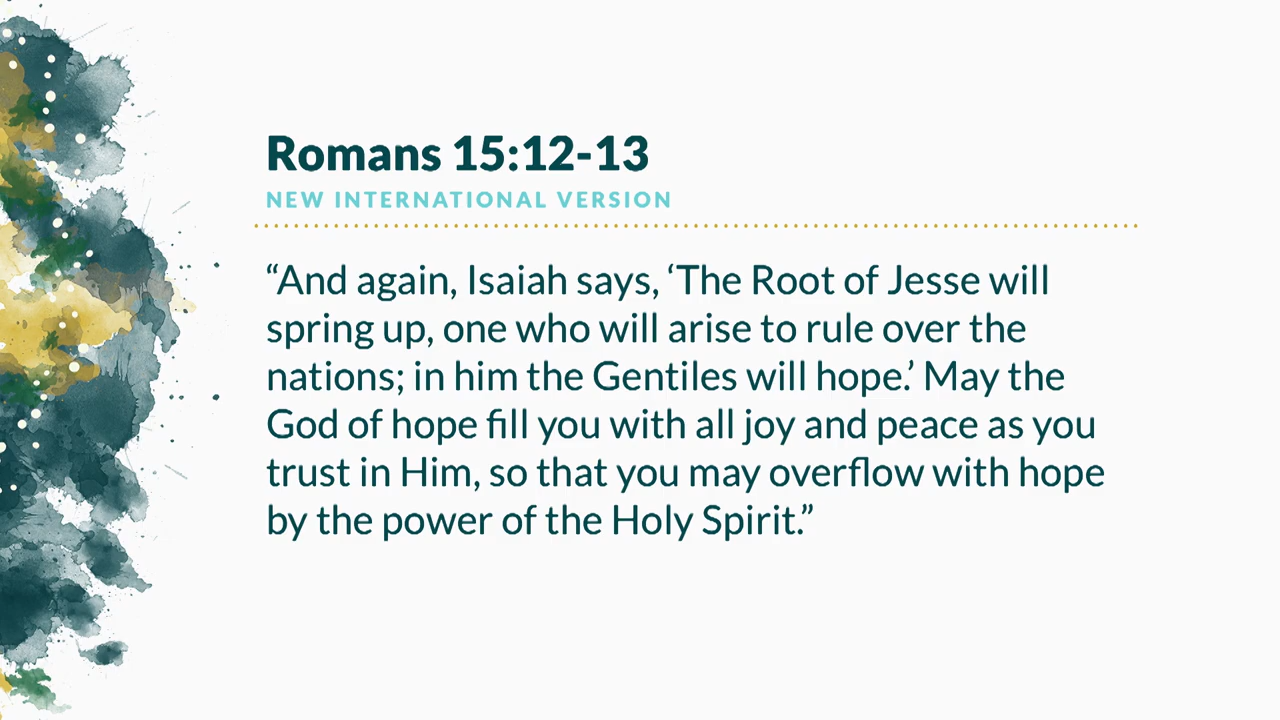 Romans 15:12-13
NEW INTERNATIONAL VERSION
“And again, Isaiah says, ‘The Root of Jesse will
spring up, one who will arise to rule over the
nations; in him the Gentiles will hope.’ May the
God of hope fill you with all joy and peace as you
trust in Him, so that you may overflow with hope
by the power of the Holy Spirit.”